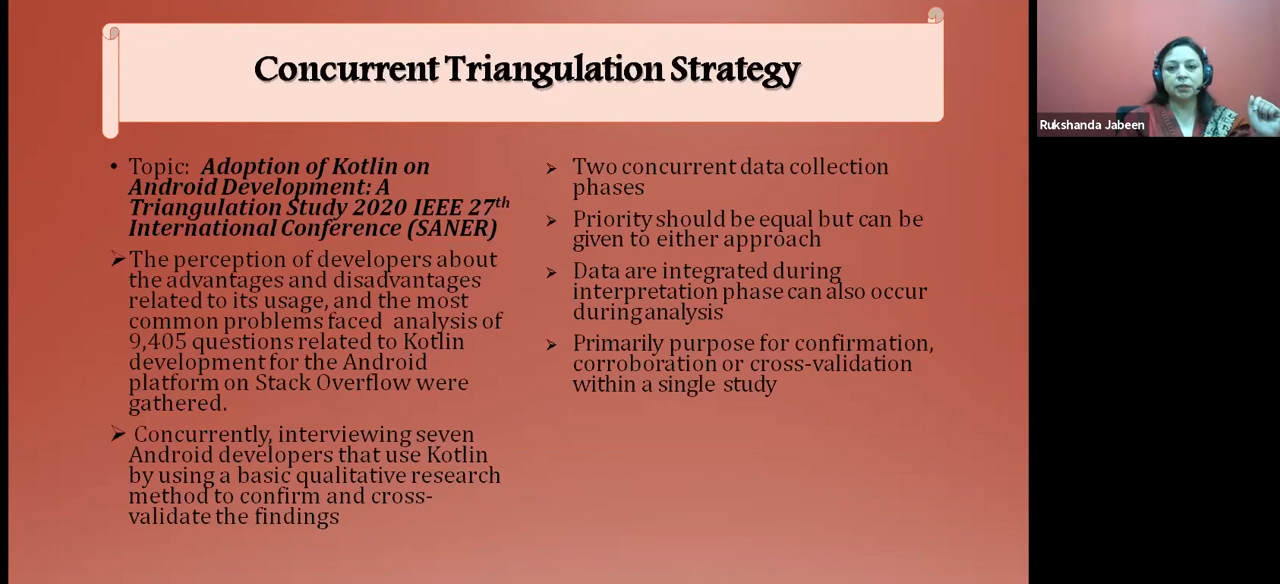 Concurrent Triangulation Strategy
• Topic: Adoption of Kotlin on
Android Development: A
Triangulation Study 2020 IEEE 27th
International Conference (SANER)
➢ The perception of developers about
the advantages and disadvantages
related to its usage, and the most
common problems faced analysis of
9,405 questions related to Kotlin
development for the Android
platform on Stack Overflow were
gathered.
➢ Concurrently, interviewing seven
Android developers that use Kotlin
by using a basic qualitative research
method to confirm and cross-
validate the findings
➢ Two concurrent data collection
phases
➢ Priority should be equal but can be
given to either approach
➢ Data are integrated during
interpretation phase can also occur
during analysis
➢ Primarily purpose for confirmation,
corroboration or cross-validation
within a single study
Rukshanda Jabeen